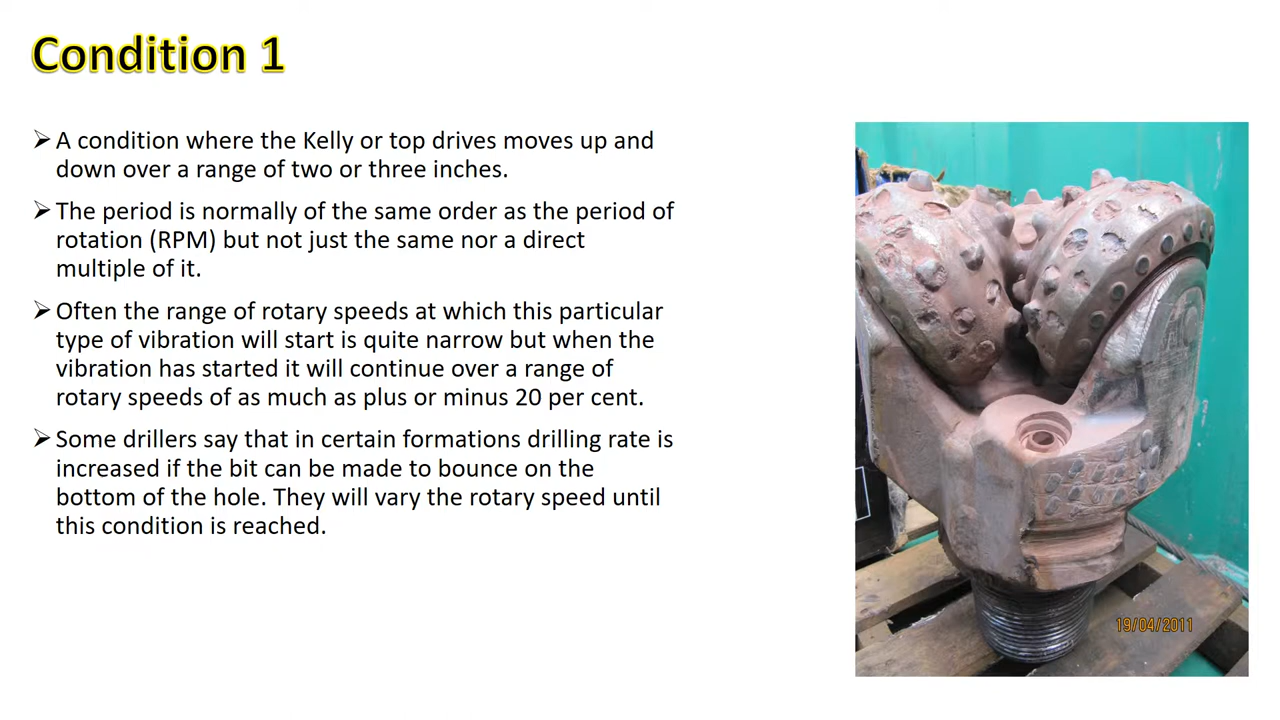 Condition 1
➢ A condition where the Kelly or top drives moves up and
down over a range of two or three inches.
➢ The period is normally of the same order as the period of
rotation (RPM) but not just the same nor a direct
multiple of it.
➢ Often the range of rotary speeds at which this particular
type of vibration will start is quite narrow but when the
vibration has started it will continue over a range of
rotary speeds of as much as plus or minus 20 per cent.
➢ Some drillers say that in certain formations drilling rate is
increased if the bit can be made to bounce on the
bottom of the hole. They will vary the rotary speed until
this condition is reached.
19/04/2011